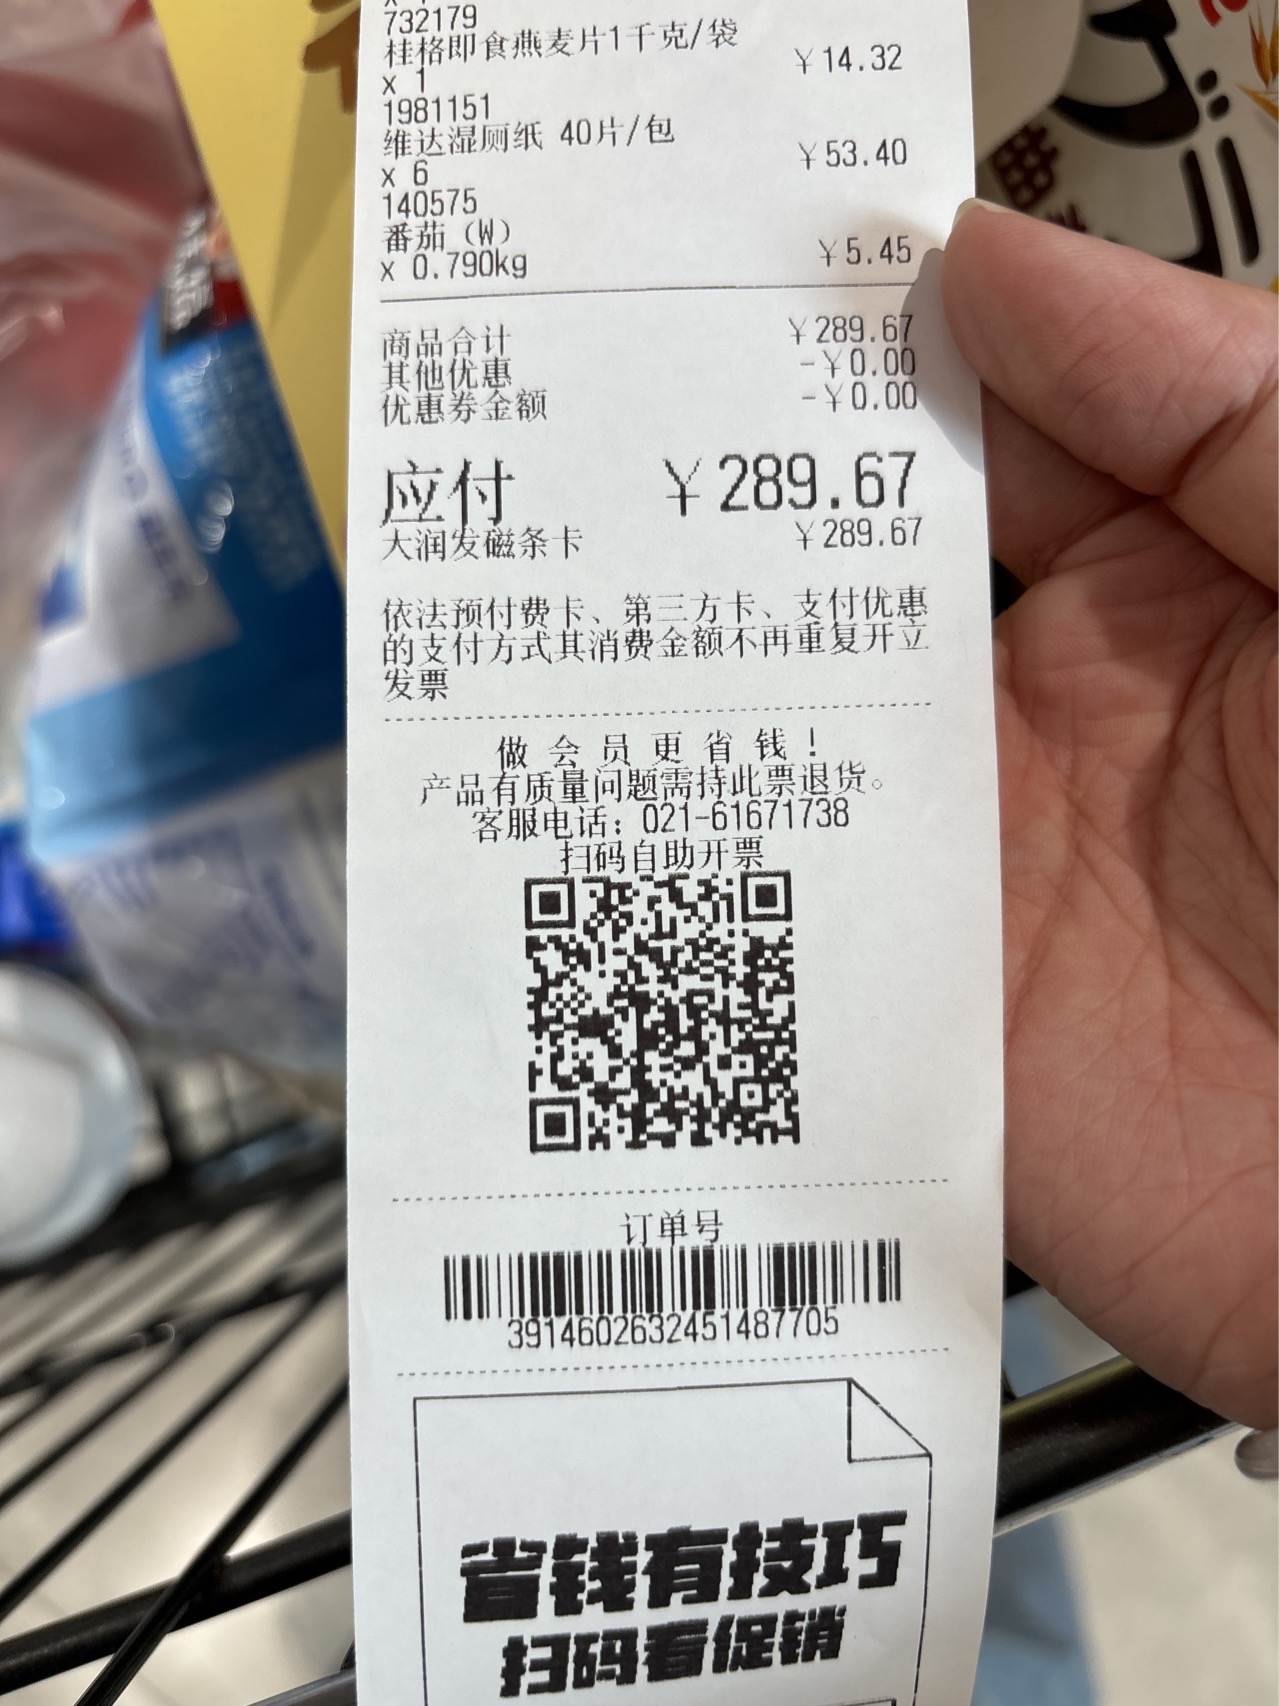 732179
桂格即食燕麦片1千克/袋
x 1 ￥14.32
1981151
维达湿厕纸 40片/包
x 6 ￥53.40
140575
番茄（W）
x 0.790kg ￥5.45
商品合计 ￥289.67
其他优惠 -￥0.00
优惠券金额 -￥0.00
应付 ￥289.67
大润发磁条卡 ￥289.67
依法预付费卡、第三方卡、支付优惠
的支付方式其消费金额不再重复开立
发票
做会员更省钱！
产品有质量问题需持此票退货。
客服电话：021-61671738
扫码自助开票
订单号
3914602632451487705
省钱有技巧
扫码看促销